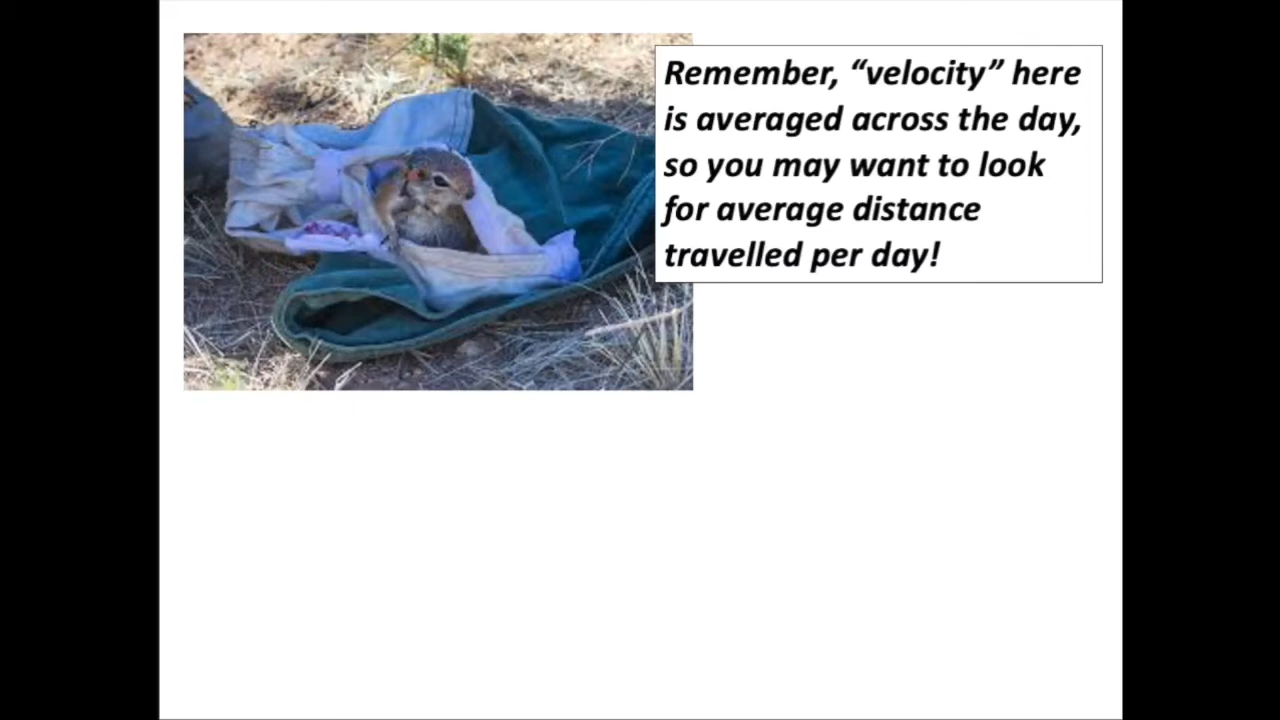 Remember, “velocity” here
is averaged across the day,
so you may want to look
for average distance
travelled per day!